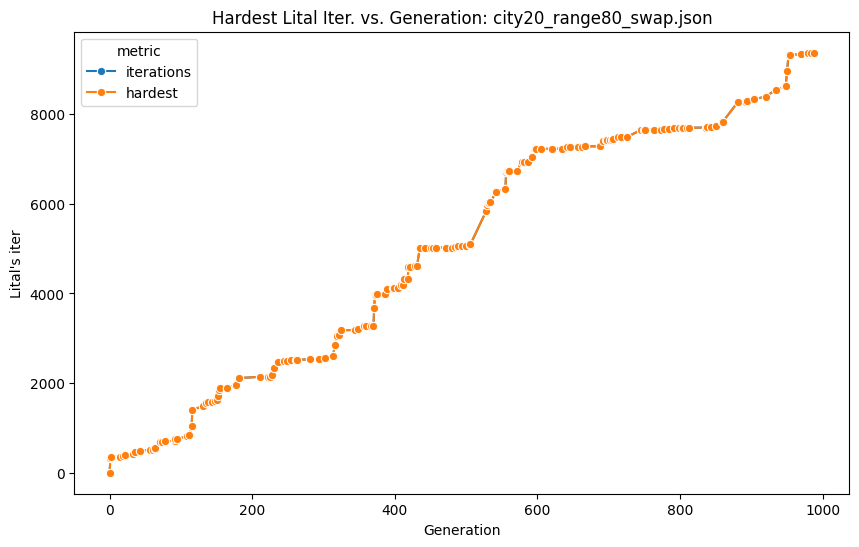 Hardest Lital Iter. vs. Generation: city20_range80_swap.json
metric
iterations
hardest
Lital's iter
8000
6000
4000
2000
0
0 200 400 600 800 1000
Generation